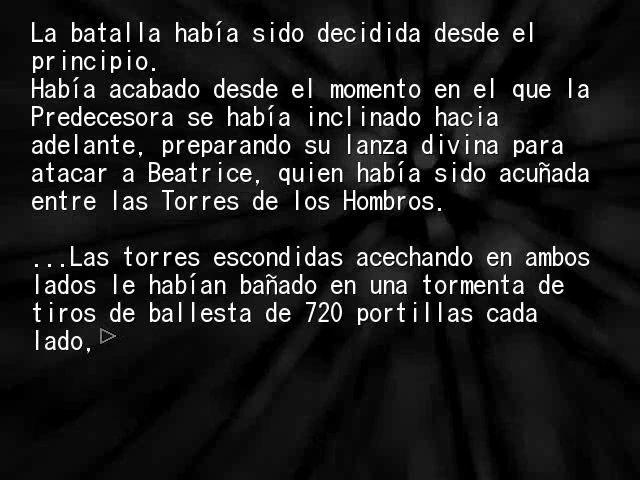 La batalla había sido decidida desde el
principio.
Había acabado desde el momento en el que la
Predecesora se había inclinado hacia
adelante, preparando su lanza divina para
atacar a Beatrice, quien había sido acuñada
entre las Torres de los Hombros.
...Las torres escondidas acechando en ambos
lados le habían bañado en una tormenta de
tiros de ballesta de 720 portillas cada
lado,